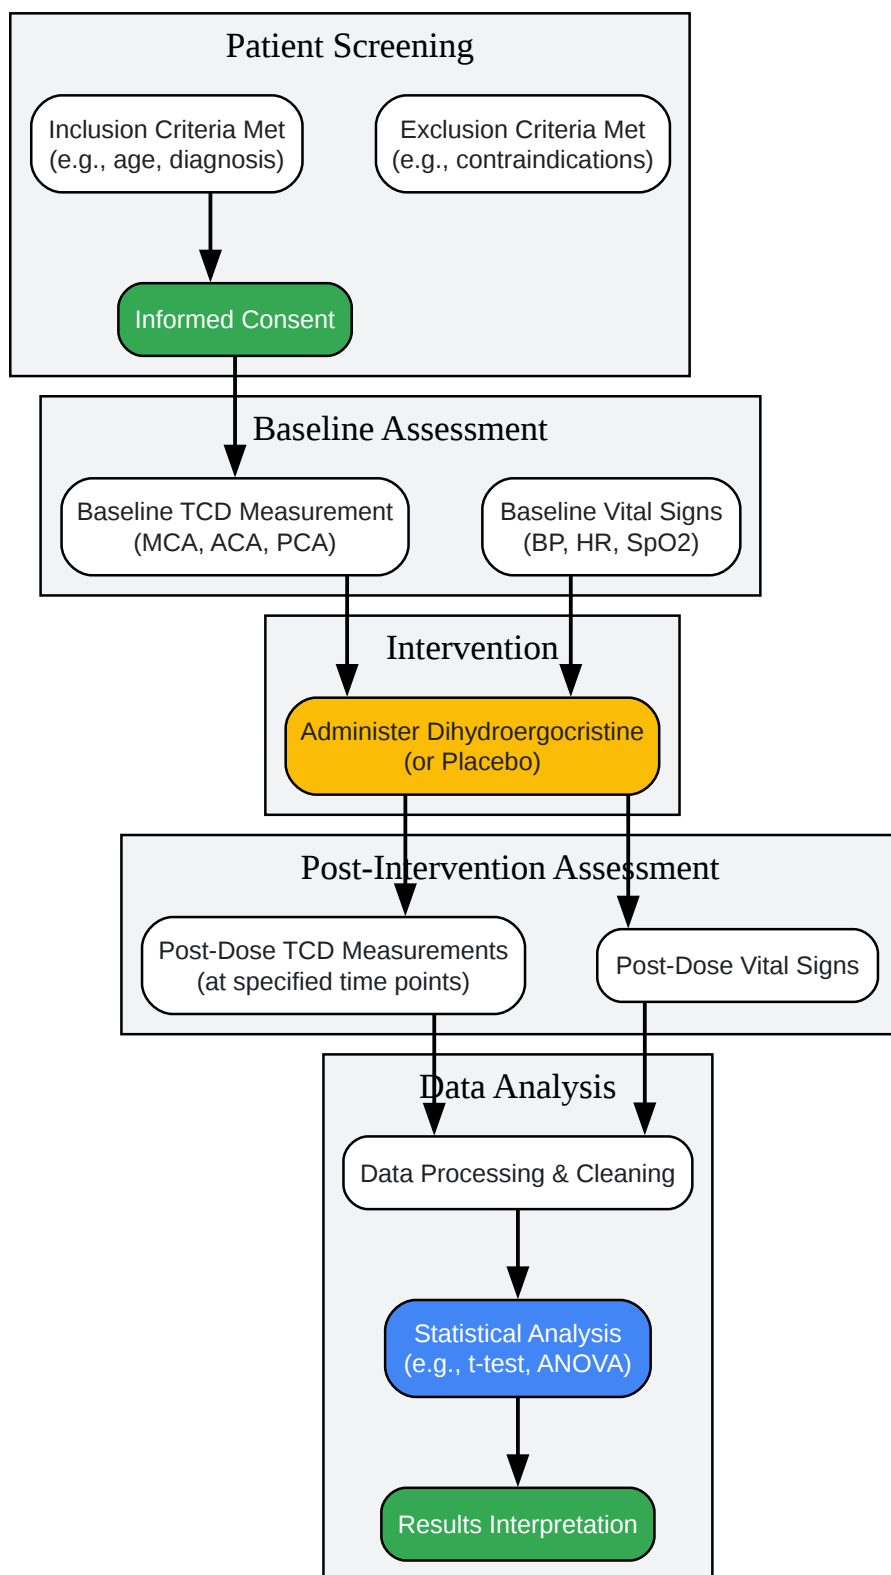 Patient Screening
Inclusion Criteria Met
(e.g., age, diagnosis)
Exclusion Criteria Met
(e.g., contraindications)
Informed Consent
Baseline Assessment
Baseline TCD Measurement
(MCA, ACA, PCA)
Baseline Vital Signs
(BP, HR, SpO2)
Intervention
Administer Dihydroergocristine
(or Placebo)
Post-Intervention Assessment
Post-Dose TCD Measurements
(at specified time points)
Post-Dose Vital Signs
Data Analysis
Data Processing & Cleaning
Statistical Analysis
(e.g., t-test, ANOVA)
Results Interpretation